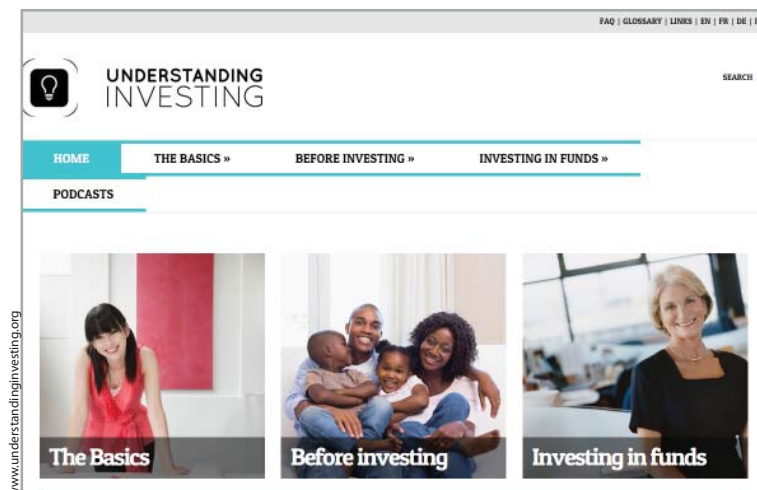 FAQ | GLOSSARY | LINKS | EN | FR | DE |
UNDERSTANDING
INVESTING
SEARCH
HOME
THE BASICS »
BEFORE INVESTING »
INVESTING IN FUNDS »
PODCASTS
The Basics
Before investing
Investing in funds
www.understandinginvesting.org